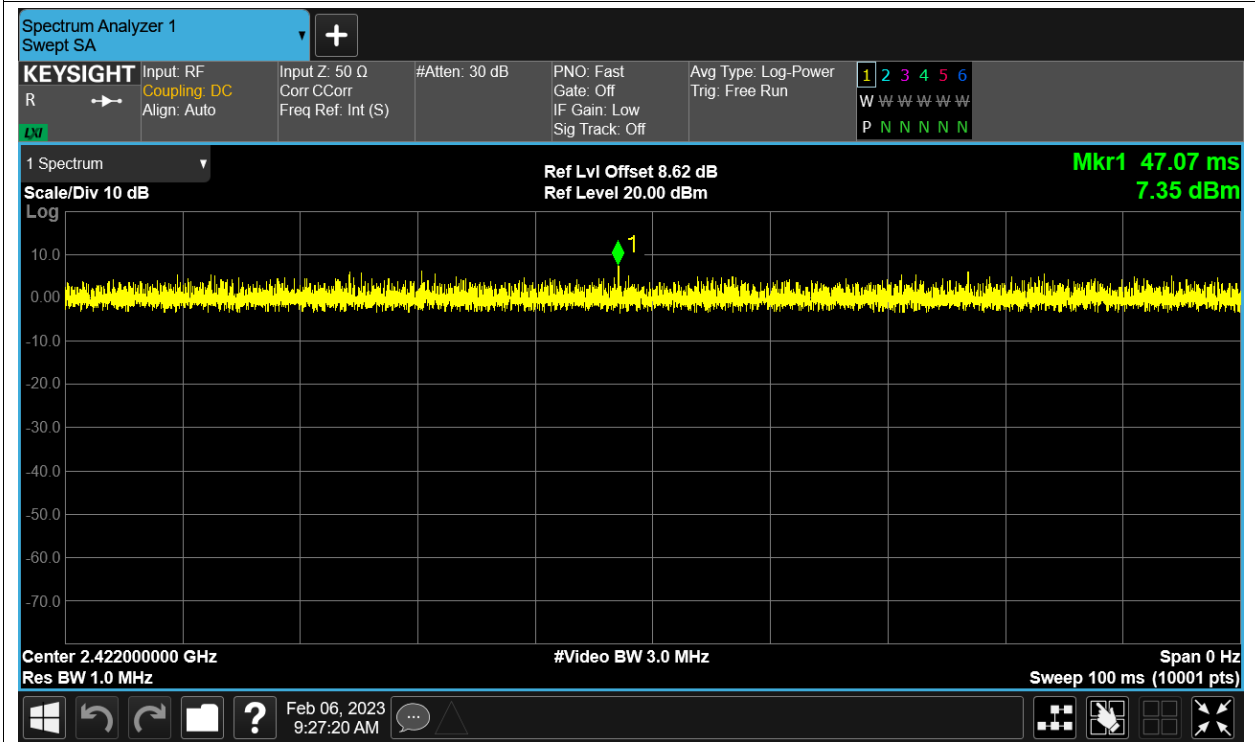 Spectrum Analyzer 1
Swept SA
KEYSIGHT
R
LXI
Input: RF
Coupling: DC
Align: Auto
Input Z: 50 Ω
Corr CCorr
Freq Ref: Int (S)
#Atten: 30 dB
PNO: Fast
Gate: Off
IF Gain: Low
Sig Track: Off
Avg Type: Log-Power
Trig: Free Run
1 2 3 4 5 6
W W W W W W
P N N N N N
1 Spectrum
Scale/Div 10 dB
Log
Ref Lvl Offset 8.62 dB
Ref Level 20.00 dBm
Mkr1 47.07 ms
7.35 dBm
1
10.0
0.00
-10.0
-20.0
-30.0
-40.0
-50.0
-60.0
-70.0
Center 2.422000000 GHz
Res BW 1.0 MHz
#Video BW 3.0 MHz
Span 0 Hz
Sweep 100 ms (10001 pts)
?
Feb 06, 2023
9:27:20 AM